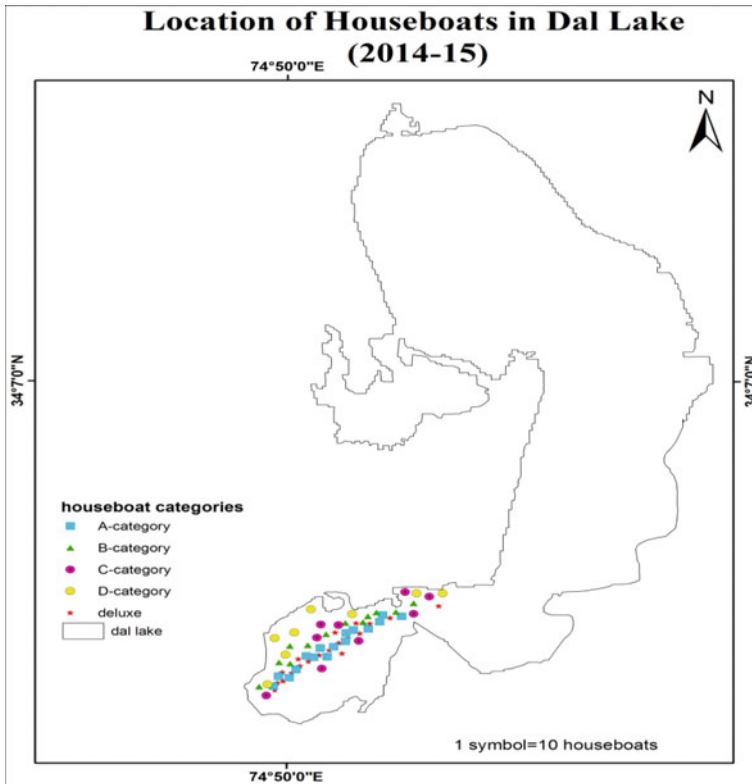 Location of Houseboats in Dal Lake
(2014-15)
74°50'0"E
N
34°7'0"N
34°7'0"N
houseboat categories
A-category
B-category
C-category
D-category
deluxe
dal lake
1 symbol=10 houseboats
74°50'0"E